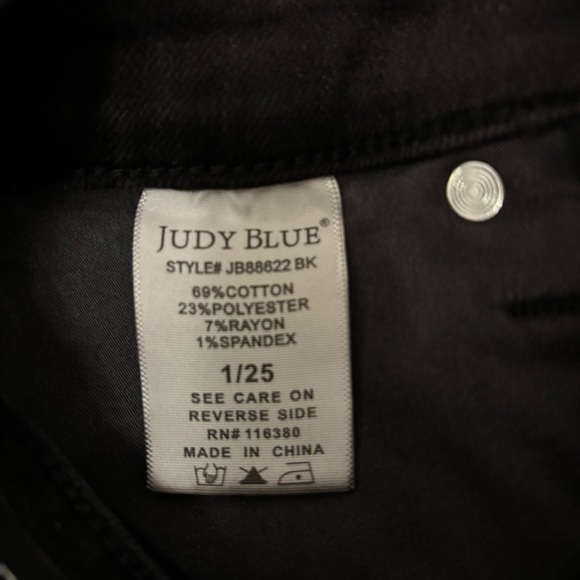 JUDY BLUE®
STYLE# JB88622 BK
69%COTTON
23%POLYESTER
7%RAYON
1%SPANDEX
1/25
SEE CARE ON
REVERSE SIDE
RN# 116380
MADE IN CHINA